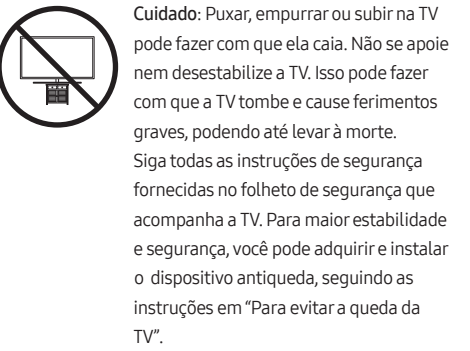 Cuidado: Puxar, empurrar ou subir na TV
pode fazer com que ela caia. Não se apoie
nem desestabilize a TV. Isso pode fazer
com que a TV tombe e cause ferimentos
graves, podendo até levar à morte.
Siga todas as instruções de segurança
fornecidas no folheto de segurança que
acompanha a TV. Para maior estabilidade
e segurança, você pode adquirir e instalar
o dispositivo antiqueda, seguindo as
instruções em “Para evitar a queda da
TV”.